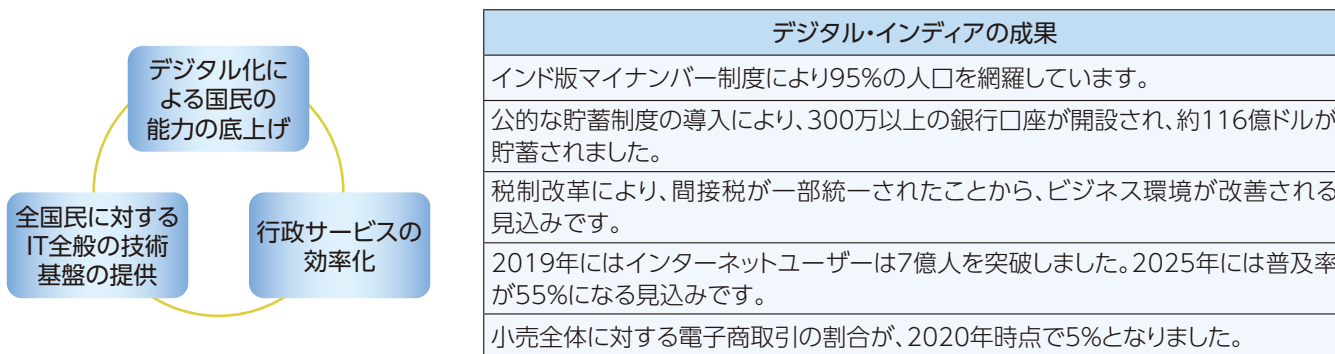 デジタル化に
よる国民の
能力の底上げ
全国民に対する
IT全般の技術
基盤の提供
行政サービスの
効率化
デジタル・インディアの成果
インド版マイナンバー制度により95%の人口を網羅しています。
公的な貯蓄制度の導入により、300万以上の銀行口座が開設され、約116億ドルが
貯蓄されました。
税制改革により、間接税が一部統一されたことから、ビジネス環境が改善される
見込みです。
2019年にはインターネットユーザーは7億人を突破しました。2025年には普及率
が55%になる見込みです。
小売全体に対する電子商取引の割合が、2020年時点で5%となりました。